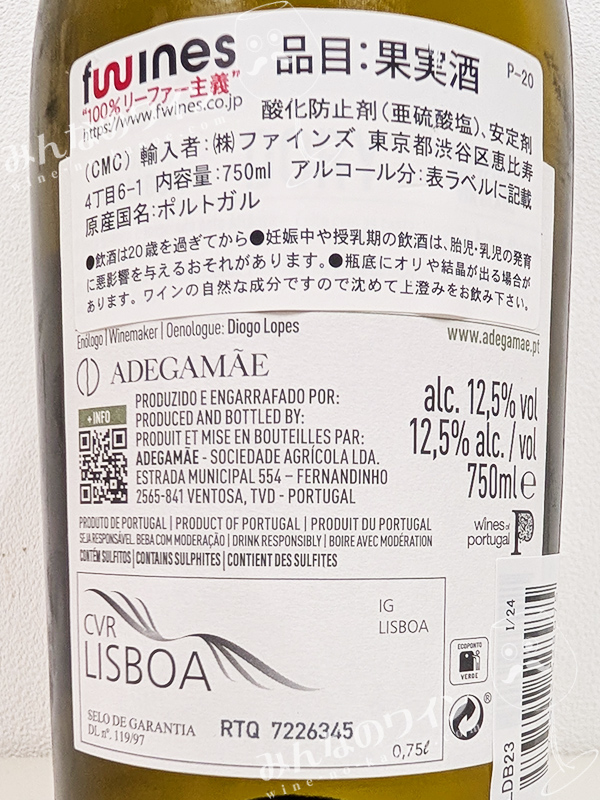 fwines
品目:果実酒
P-20
"100%リーファー主義"
https://www.fwines.co.jp
酸化防止剤(亜硫酸塩)、安定剤
(CMC) 輸入者:(株)ファインズ 東京都渋谷区恵比寿
4丁目6-1 内容量:750ml アルコール分:表ラベルに記載
原産国名:ポルトガル
●飲酒は20歳を過ぎてから●妊娠中や授乳期の飲酒は、胎児・乳児の発育
に悪影響を与えるおそれがあります。●瓶底にオリや結晶が出る場合が
あります。ワインの自然な成分ですので沈めて上澄みをお飲み下さい。
Enólogo | Winemaker | Oenologue: Diogo Lopes
www.adegamae.pt
ADEGAMÃE
+ INFO
PRODUZIDO E ENGARRAFADO POR:
PRODUCED AND BOTTLED BY:
PRODUIT ET MISE EN BOUTEILLES PAR:
ADEGAMÃE - SOCIEDADE AGRÍCOLA LDA.
ESTRADA MUNICIPAL 554 – FERNANDINHO
2565-841 VENTOSA, TVD - PORTUGAL
alc. 12,5% vol
12,5% alc. / vol
750ml e
PRODUTO DE PORTUGAL | PRODUCT OF PORTUGAL | PRODUIT DU PORTUGAL
SEJA RESPONSÁVEL. BEBA COM MODERAÇÃO | DRINK RESPONSIBLY | BOIRE AVEC MODÉRATION
CONTÉM SULFITOS | CONTAINS SULPHITES | CONTIENT DES SULFITES
wines of
portugal
CVR
LISBOA
IG
LISBOA
SELO DE GARANTIA
DL nº. 119/97
RTQ 7226345
0,75ℓ
ECOPONTO
VERDE
®
1/24
LDB23
みんなのワイン